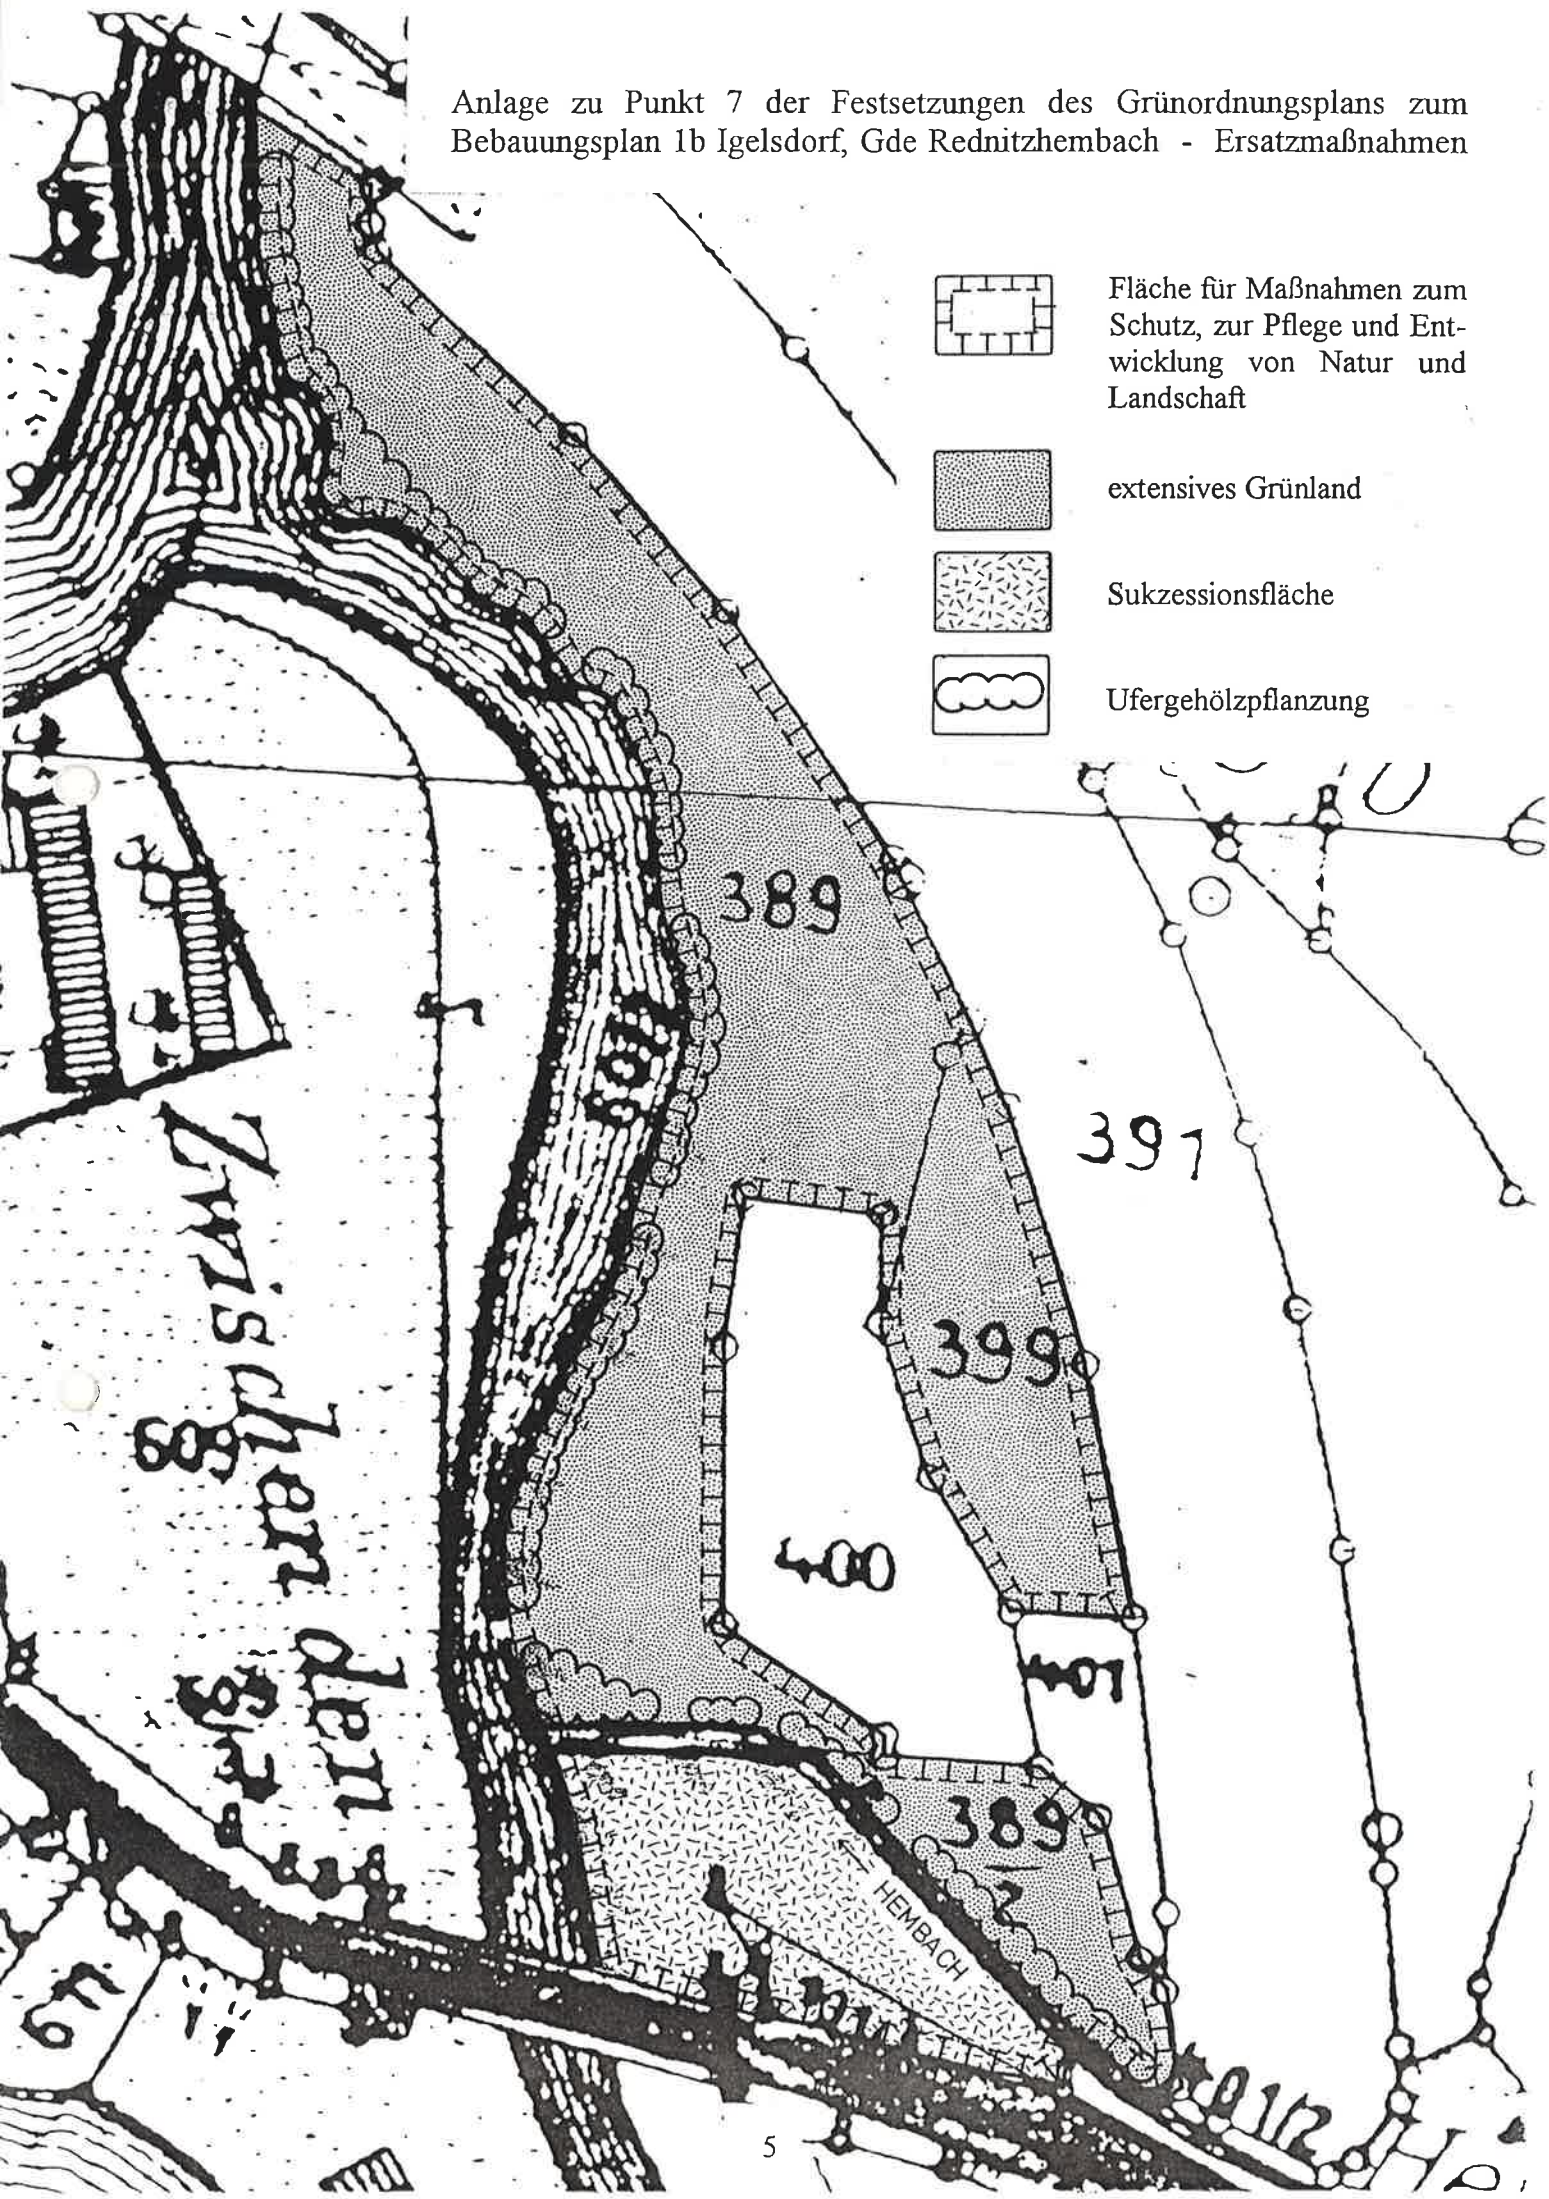 Anlage zu Punkt 7 der Festsetzungen des Grünordnungsplans zum
Bebauungsplan 1b Igelsdorf, Gde Rednitzhembach - Ersatzmaßnahmen
Fläche für Maßnahmen zum
Schutz, zur Pflege und Ent-
wicklung von Natur und
Landschaft
extensives Grünland
Sukzessionsfläche
Ufergehölzpflanzung
389
391
399
400
401
389
2
HEMBACH
Zwischen den
409
5